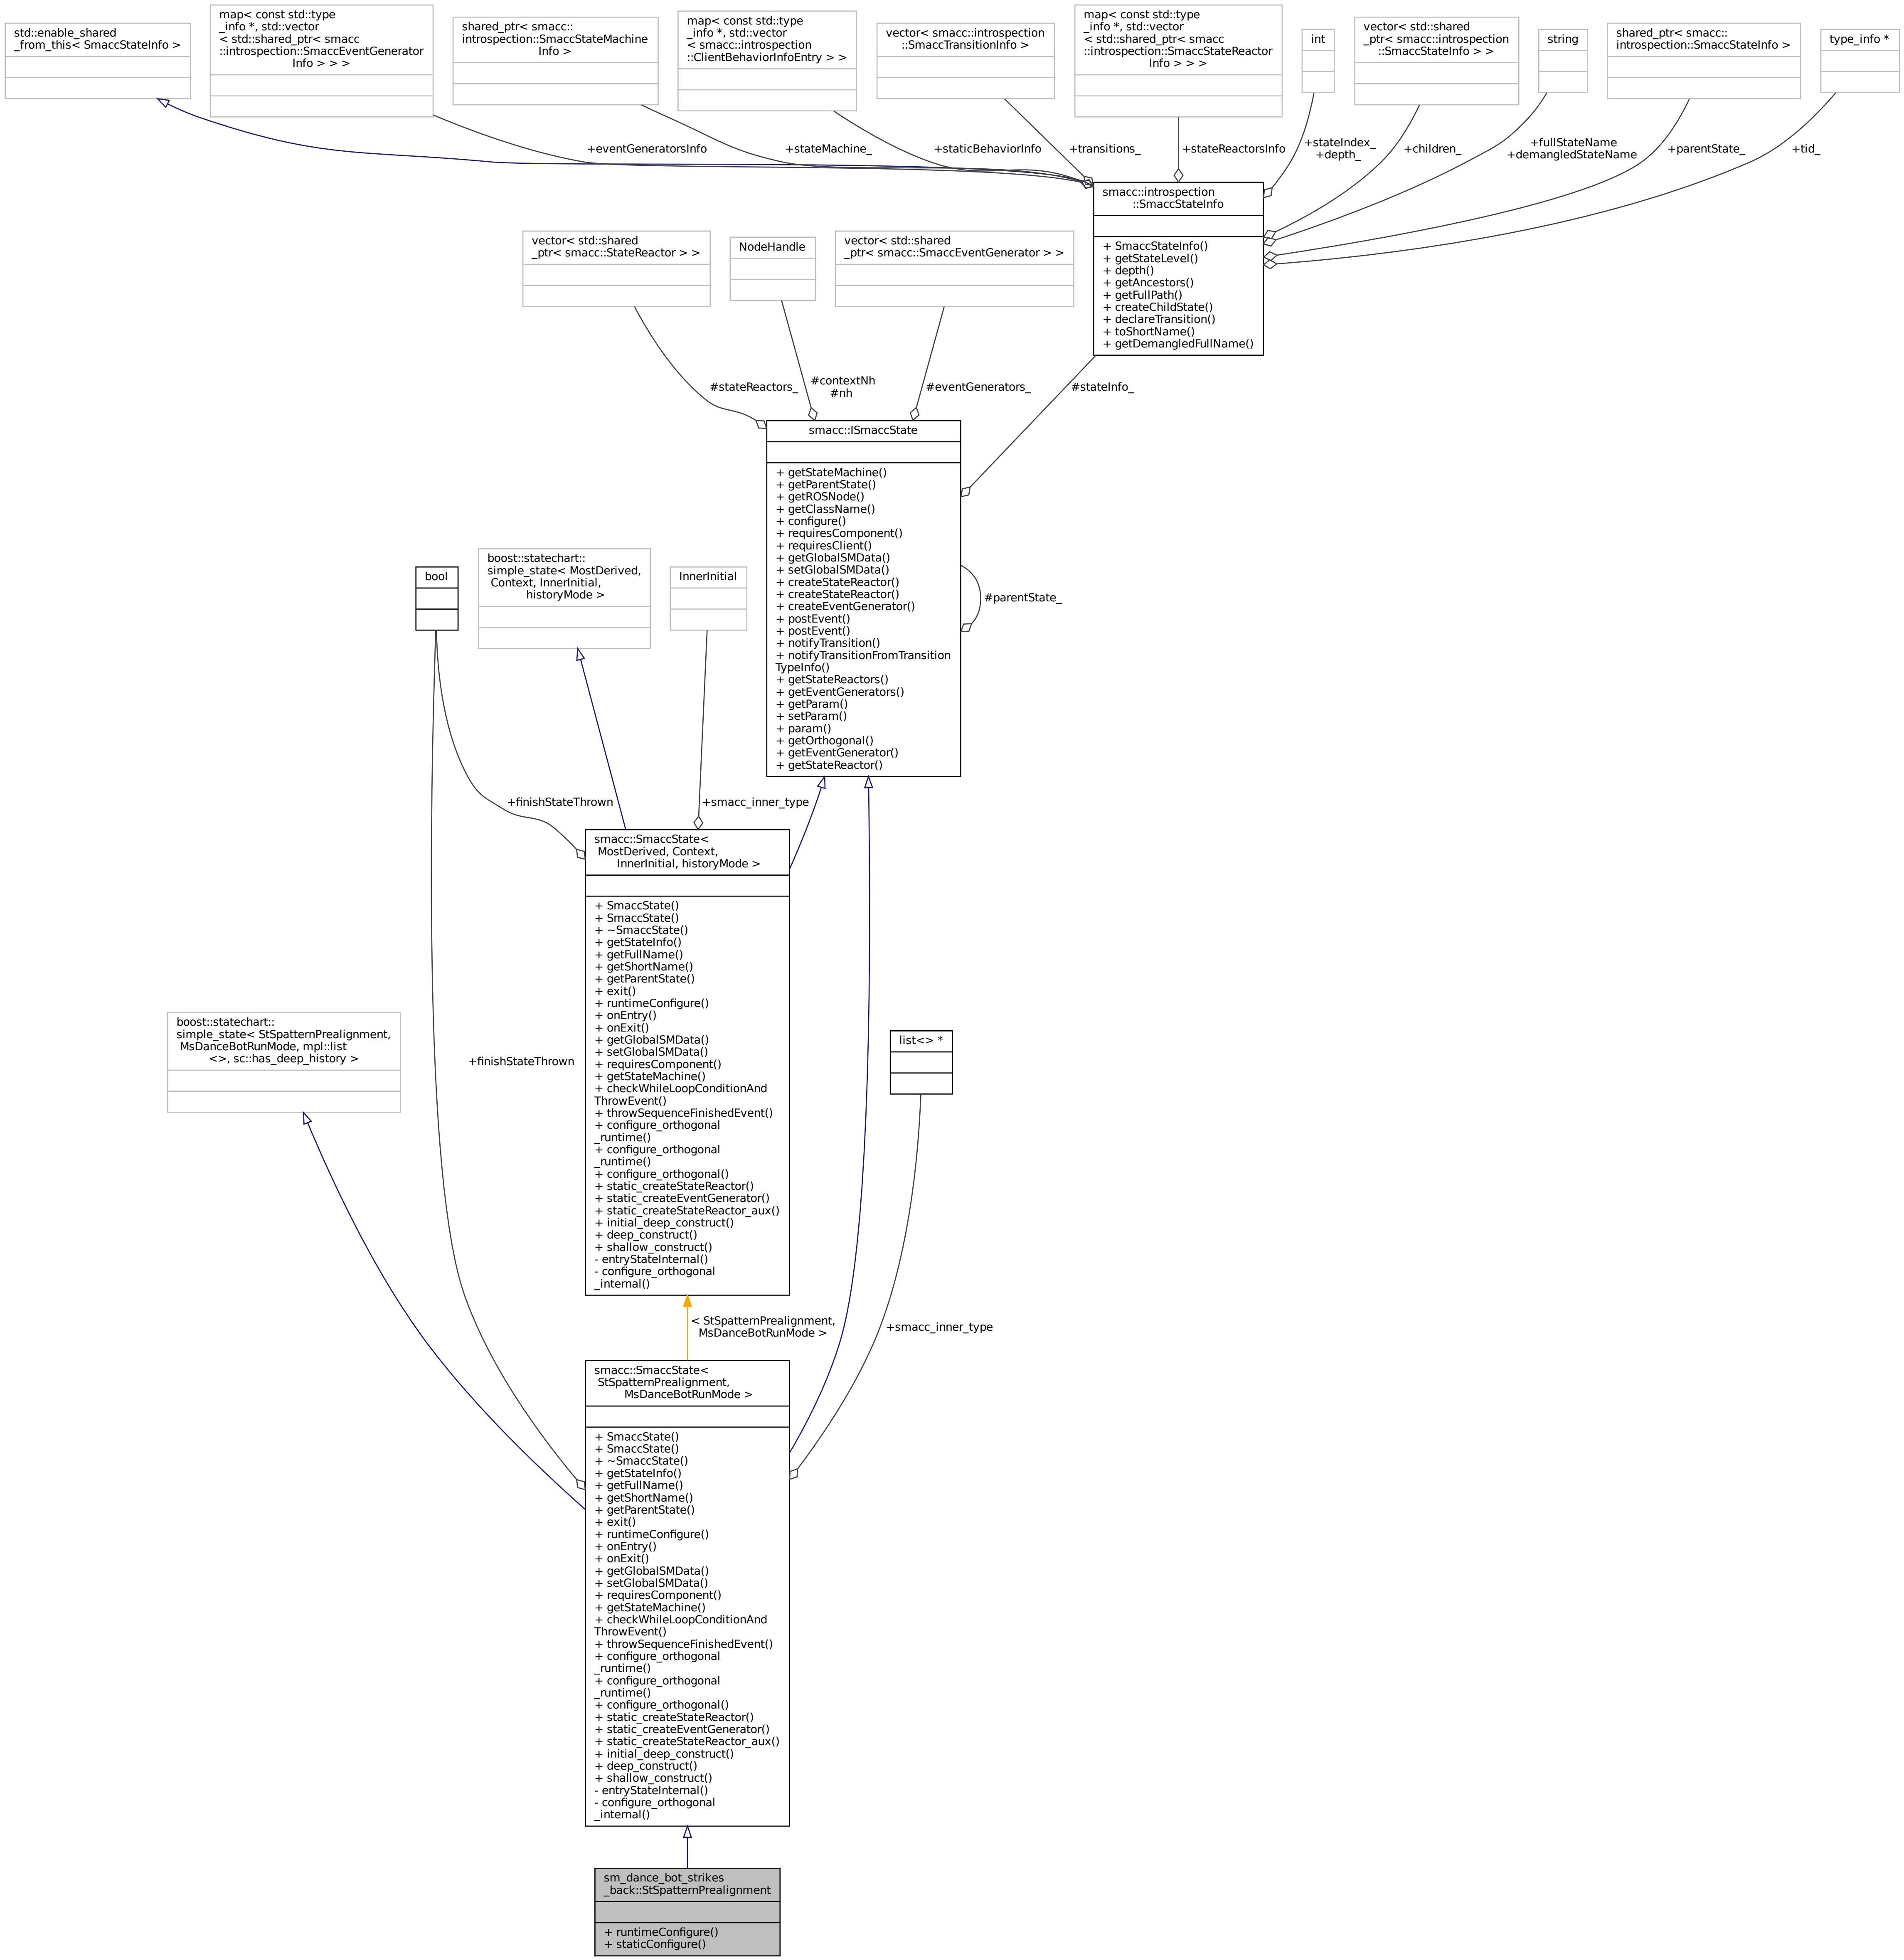 std::enable_shared
_from_this< SmaccStateInfo >
map< const std::type
_info *, std::vector
< std::shared_ptr< smacc
::introspection::SmaccEventGenerator
Info > > >
shared_ptr< smacc::
introspection::SmaccStateMachine
Info >
map< const std::type
_info *, std::vector
< smacc::introspection
::ClientBehaviorInfoEntry > >
vector< smacc::introspection
::SmaccTransitionInfo >
map< const std::type
_info *, std::vector
< std::shared_ptr< smacc
::introspection::SmaccStateReactor
Info > > >
int
vector< std::shared
_ptr< smacc::introspection
::SmaccStateInfo > >
string
shared_ptr< smacc::
introspection::SmaccStateInfo >
type_info *
+eventGeneratorsInfo
+stateMachine_
+staticBehaviorInfo
+transitions_
+stateReactorsInfo
+stateIndex_
+depth_
+children_
+fullStateName
+demangledStateName
+parentState_
+tid_
smacc::introspection
::SmaccStateInfo
+ SmaccStateInfo()
+ getStateLevel()
+ depth()
+ getAncestors()
+ getFullPath()
+ createChildState()
+ declareTransition()
+ toShortName()
+ getDemangledFullName()
vector< std::shared
_ptr< smacc::StateReactor > >
NodeHandle
vector< std::shared
_ptr< smacc::SmaccEventGenerator > >
#stateReactors_
#contextNh
#nh
#eventGenerators_
#stateInfo_
smacc::ISmaccState
+ getStateMachine()
+ getParentState()
+ getROSNode()
+ getClassName()
+ configure()
+ requiresComponent()
+ requiresClient()
+ getGlobalSMData()
+ setGlobalSMData()
+ createStateReactor()
+ createStateReactor()
+ createEventGenerator()
+ postEvent()
+ postEvent()
+ notifyTransition()
+ notifyTransitionFromTransition
TypeInfo()
+ getStateReactors()
+ getEventGenerators()
+ getParam()
+ setParam()
+ param()
+ getOrthogonal()
+ getEventGenerator()
+ getStateReactor()
#parentState_
bool
boost::statechart::
simple_state< MostDerived,
Context, InnerInitial,
historyMode >
InnerInitial
+finishStateThrown
+smacc_inner_type
smacc::SmaccState<
MostDerived, Context,
InnerInitial, historyMode >
+ SmaccState()
+ SmaccState()
+ ~SmaccState()
+ getStateInfo()
+ getFullName()
+ getShortName()
+ getParentState()
+ exit()
+ runtimeConfigure()
+ onEntry()
+ onExit()
+ getGlobalSMData()
+ setGlobalSMData()
+ requiresComponent()
+ getStateMachine()
+ checkWhileLoopConditionAnd
ThrowEvent()
+ throwSequenceFinishedEvent()
+ configure_orthogonal
_runtime()
+ configure_orthogonal
_runtime()
+ configure_orthogonal()
+ static_createStateReactor()
+ static_createEventGenerator()
+ static_createStateReactor_aux()
+ initial_deep_construct()
+ deep_construct()
+ shallow_construct()
- entryStateInternal()
- configure_orthogonal
_internal()
boost::statechart::
simple_state< StSpatternPrealignment,
MsDanceBotRunMode, mpl::list
<>, sc::has_deep_history >
+finishStateThrown
list<> *
< StSpatternPrealignment,
MsDanceBotRunMode >
+smacc_inner_type
smacc::SmaccState<
StSpatternPrealignment,
MsDanceBotRunMode >
+ SmaccState()
+ SmaccState()
+ ~SmaccState()
+ getStateInfo()
+ getFullName()
+ getShortName()
+ getParentState()
+ exit()
+ runtimeConfigure()
+ onEntry()
+ onExit()
+ getGlobalSMData()
+ setGlobalSMData()
+ requiresComponent()
+ getStateMachine()
+ checkWhileLoopConditionAnd
ThrowEvent()
+ throwSequenceFinishedEvent()
+ configure_orthogonal
_runtime()
+ configure_orthogonal
_runtime()
+ configure_orthogonal()
+ static_createStateReactor()
+ static_createEventGenerator()
+ static_createStateReactor_aux()
+ initial_deep_construct()
+ deep_construct()
+ shallow_construct()
- entryStateInternal()
- configure_orthogonal
_internal()
sm_dance_bot_strikes
_back::StSpatternPrealignment
+ runtimeConfigure()
+ staticConfigure()